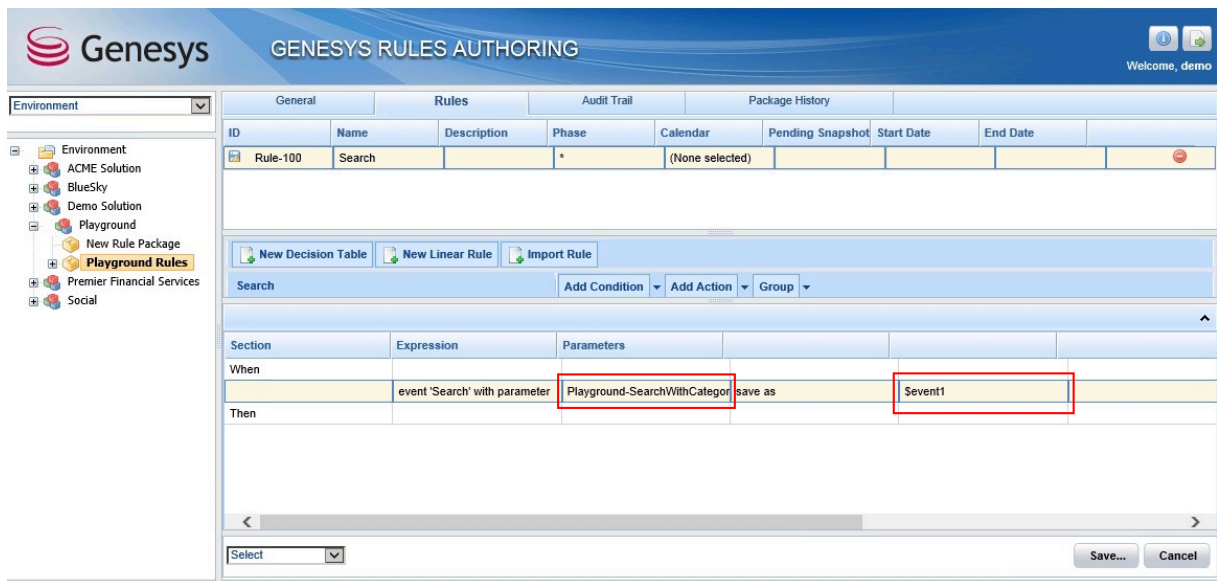 Genesys
GENESYS RULES AUTHORING
Welcome, demo
Environment
Environment
ACME Solution
BlueSky
Demo Solution
Playground
New Rule Package
Playground Rules
Premier Financial Services
Social
General Rules Audit Trail Package History
ID Name Description Phase Calendar Pending Snapshot Start Date End Date
Rule-100 Search * (None selected)
New Decision Table New Linear Rule Import Rule
Search Add Condition Add Action Group
Section Expression Parameters
When
event 'Search' with parameter Playground-SearchWithCategor save as $event1
Then
Select Save... Cancel